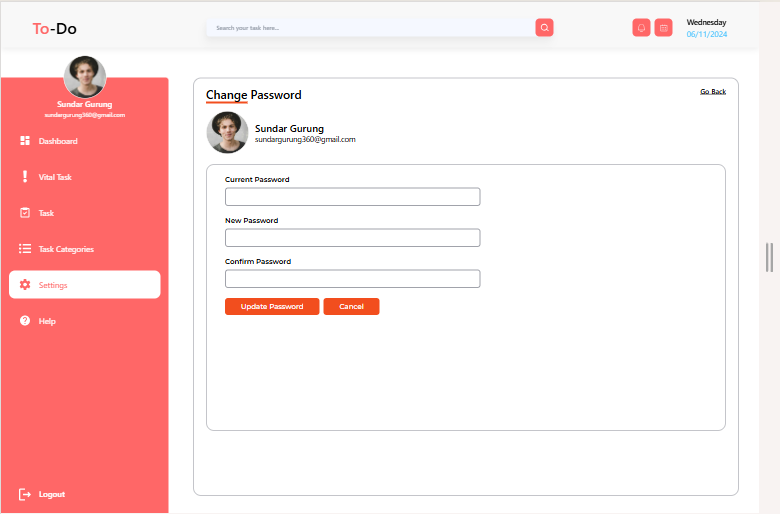 To-Do
Search your task here...
Wednesday
06/11/2024
Sundar Gurung
sundargurung360@gmail.com
Dashboard
Vital Task
Task
Task Categories
Settings
Help
Logout
Change Password
Go Back
Sundar Gurung
sundargurung360@gmail.com
Current Password
New Password
Confirm Password
Update Password
Cancel